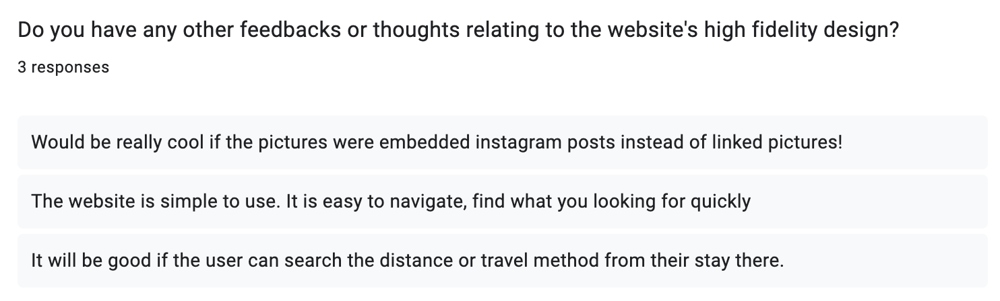 Do you have any other feedbacks or thoughts relating to the website's high fidelity design?
3 responses
Would be really cool if the pictures were embedded instagram posts instead of linked pictures!
The website is simple to use. It is easy to navigate, find what you looking for quickly
It will be good if the user can search the distance or travel method from their stay there.